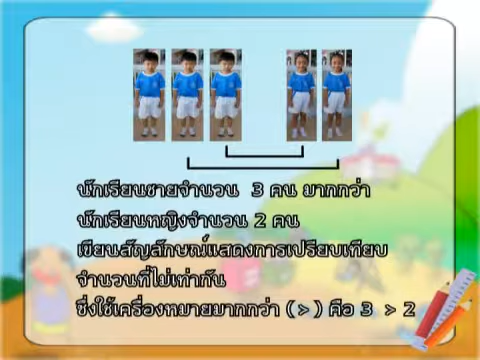 นักเรียนชายจำนวน 3 คน มากกว่า
นักเรียนหญิงจำนวน 2 คน
เขียนสัญลักษณ์แสดงการเปรียบเทียบ
จำนวนที่ไม่เท่ากัน
ซึ่งใช้เครื่องหมายมากกว่า ( > ) คือ 3 > 2